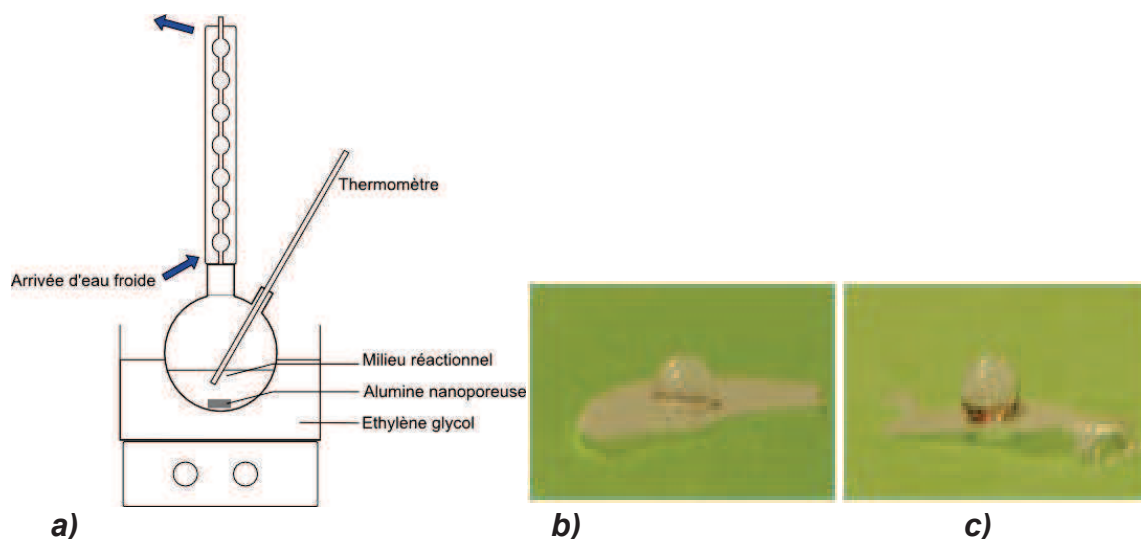 Thermomètre
Arrivée d'eau froide
Milieu réactionnel
Alumine nanoporeuse
Ethylène glycol
a)
b)
c)